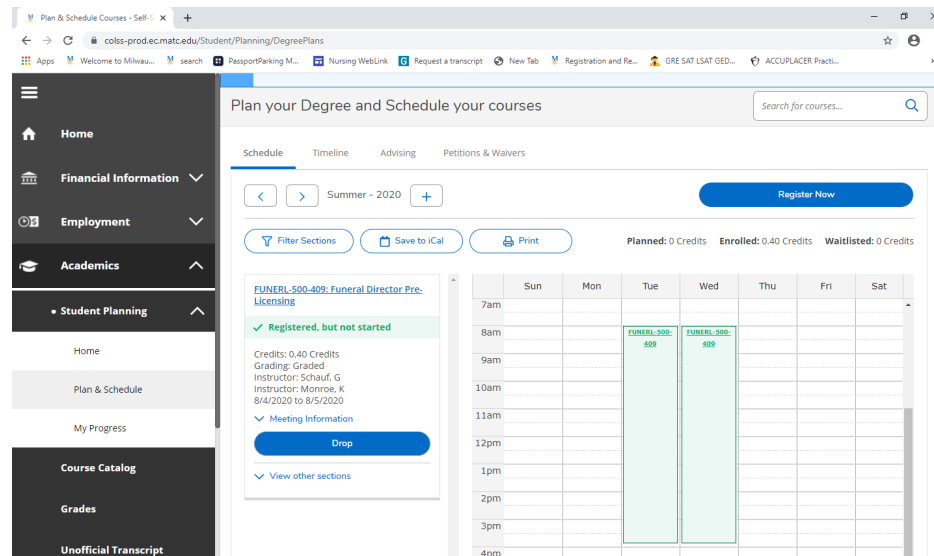 Plan & Schedule Courses - Self-S
colss-prod.ec.matc.edu/Student/Planning/DegreePlans
Apps Welcome to Milwau... search PassportParking M... Nursing WebLink Request a transcript New Tab Registration and Re... GRE SAT LSAT GED... ACCUPLACER Practi...
Plan your Degree and Schedule your courses
Search for courses...
Home
Financial Information
Employment
Academics
Student Planning
Home
Plan & Schedule
My Progress
Course Catalog
Grades
Unofficial Transcript
Schedule Timeline Advising Petitions & Waivers
Summer - 2020
Register Now
Filter Sections Save to iCal Print
Planned: 0 Credits Enrolled: 0.40 Credits Waitlisted: 0 Credits
FUNERL-500-409: Funeral Director Pre-
Licensing
Registered, but not started
Credits: 0.40 Credits
Grading: Graded
Instructor: Schauf, G
Instructor: Monroe, K
8/4/2020 to 8/5/2020
Meeting Information
Drop
View other sections
Sun Mon Tue Wed Thu Fri Sat
7am
8am
FUNERL-500- FUNERL-500-
409 409
9am
10am
11am
12pm
1pm
2pm
3pm
4pm